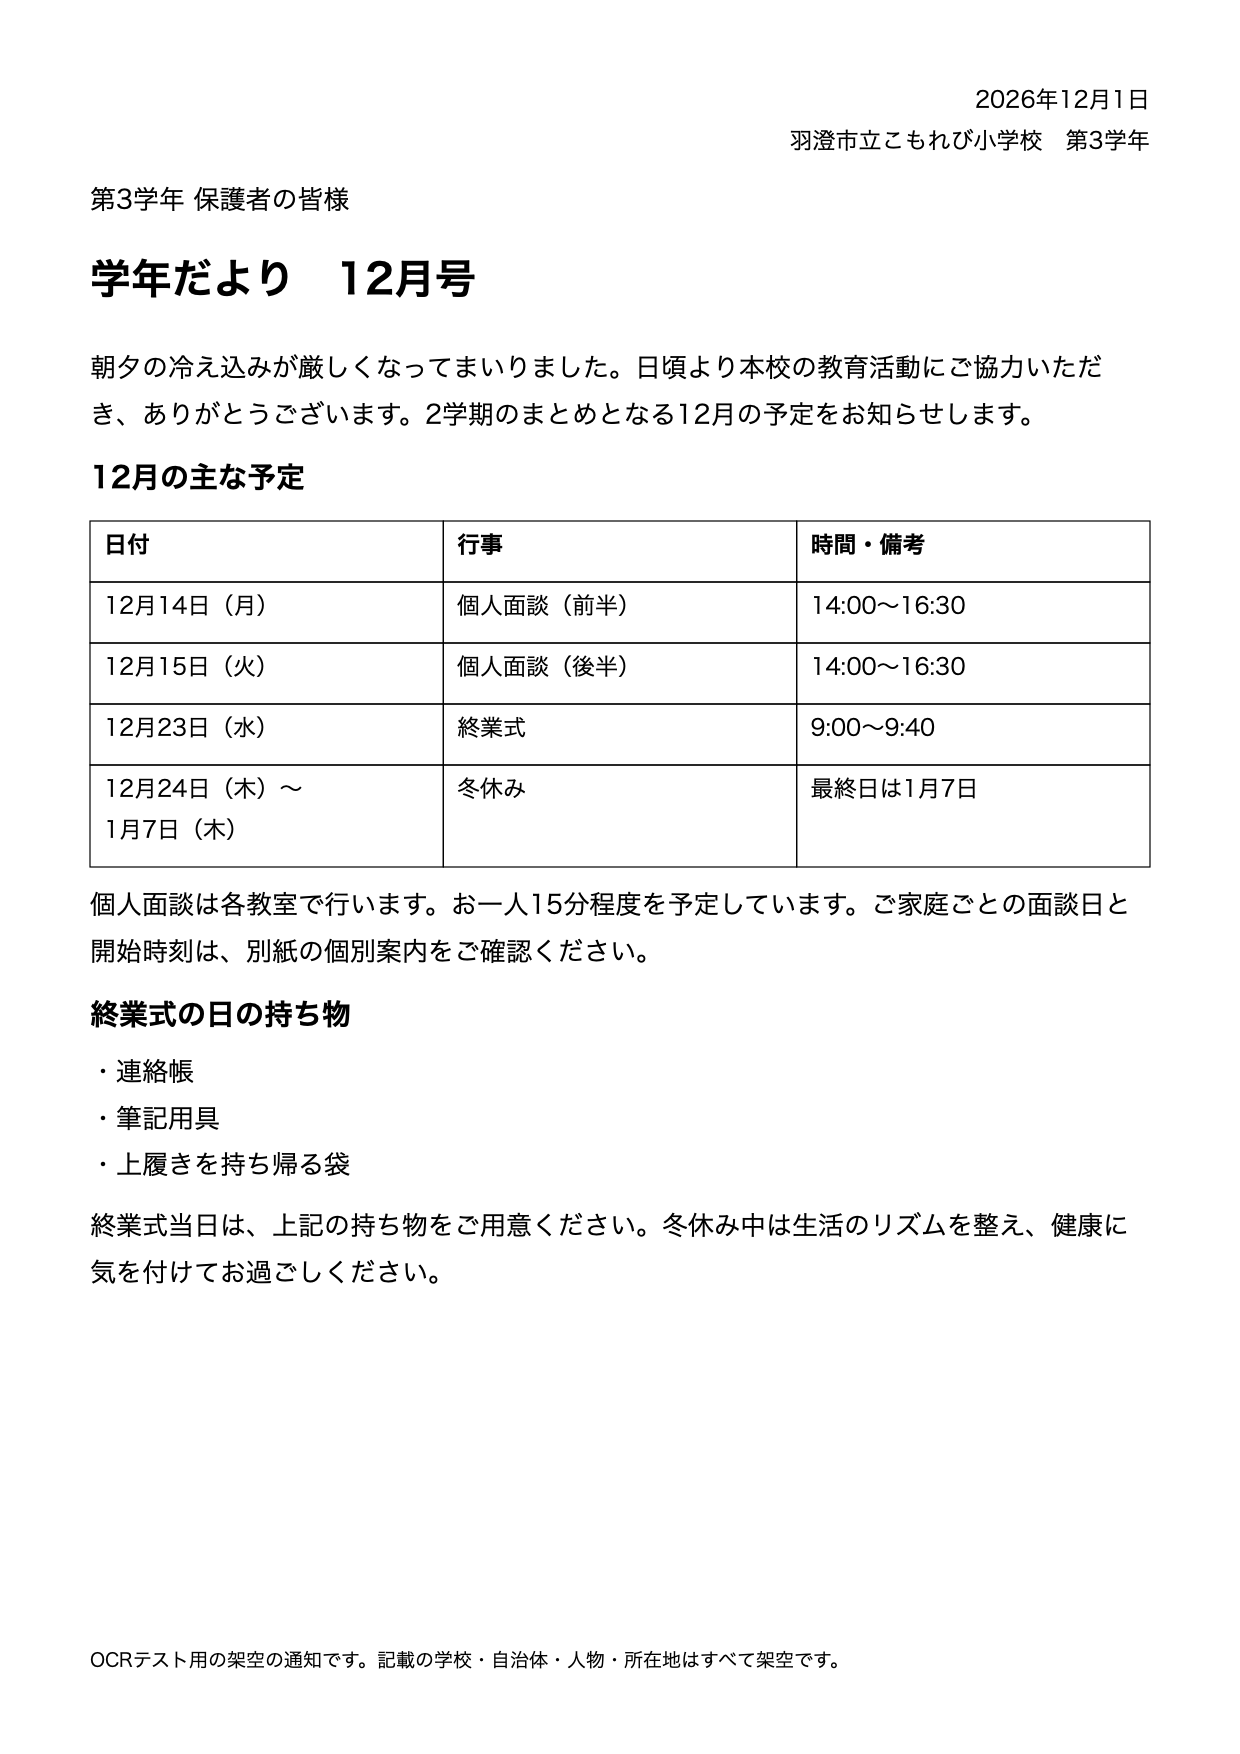 2026年12月1日
羽澄市立こもれび小学校　第3学年
第3学年 保護者の皆様
学年だより　12月号
朝夕の冷え込みが厳しくなってまいりました。日頃より本校の教育活動にご協力いただ
き、ありがとうございます。2学期のまとめとなる12月の予定をお知らせします。
12月の主な予定
日付 行事 時間・備考
12月14日（月） 個人面談（前半） 14:00〜16:30
12月15日（火） 個人面談（後半） 14:00〜16:30
12月23日（水） 終業式 9:00〜9:40
12月24日（木）〜 冬休み 最終日は1月7日
1月7日（木）
個人面談は各教室で行います。お一人15分程度を予定しています。ご家庭ごとの面談日と
開始時刻は、別紙の個別案内をご確認ください。
終業式の日の持ち物
・連絡帳
・筆記用具
・上履きを持ち帰る袋
終業式当日は、上記の持ち物をご用意ください。冬休み中は生活のリズムを整え、健康に
気を付けてお過ごしください。
OCRテスト用の架空の通知です。記載の学校・自治体・人物・所在地はすべて架空です。